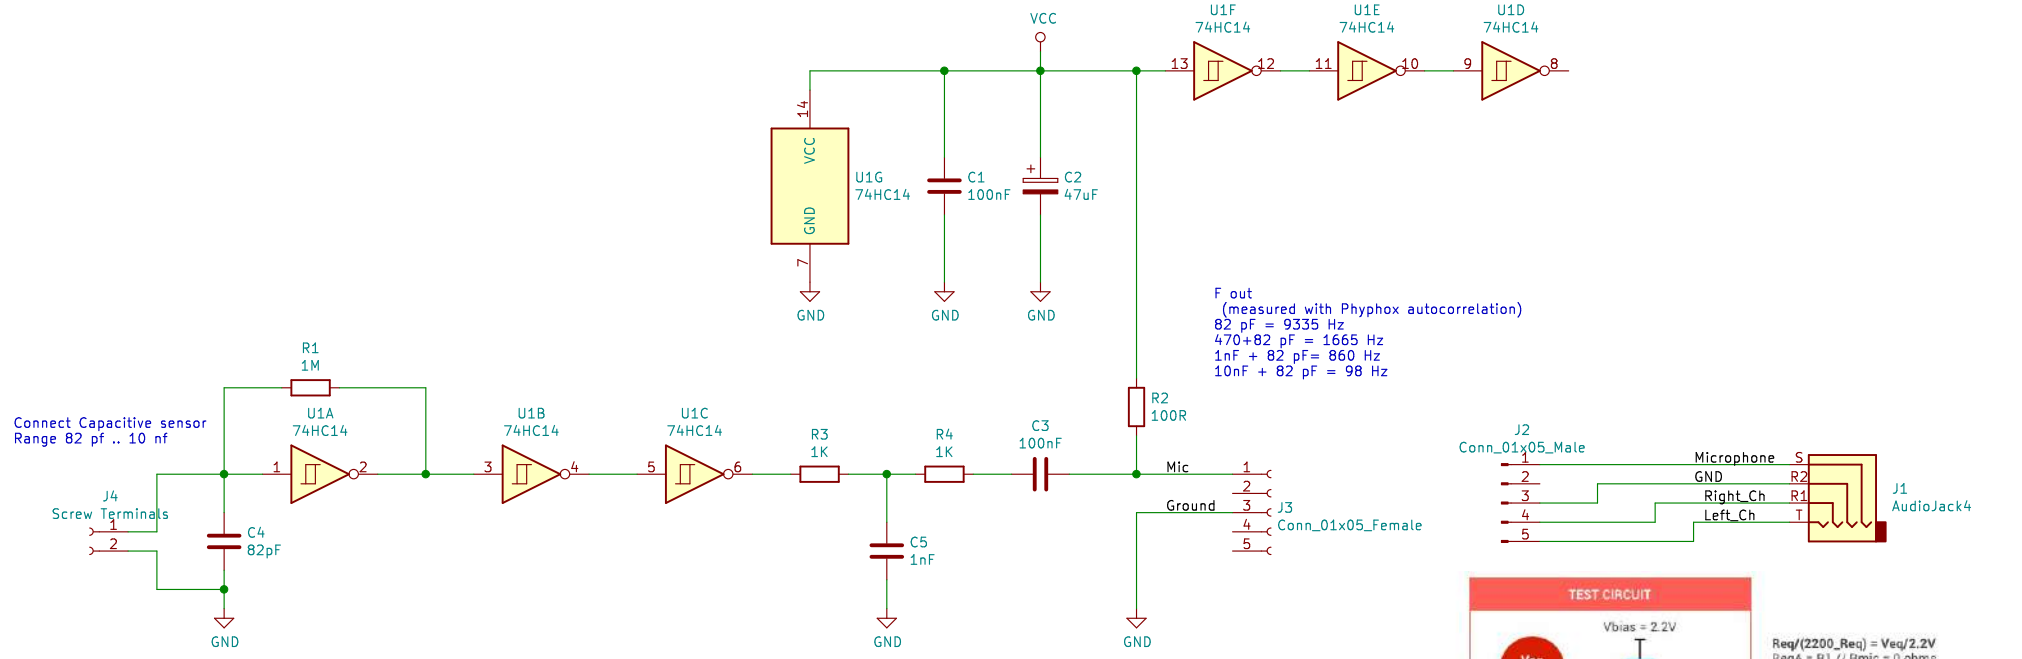 VCC
U1F
74HC14
13
12
U1E
74HC14
11
10
U1D
74HC14
9
8
14
VCC
GND
7
U1G
74HC14
GND
C1
100nF
GND
+
C2
47uF
GND
F out
(measured with Phyphox autocorrelation)
82 pF = 9335 Hz
470+82 pF = 1665 Hz
1nF + 82 pF= 860 Hz
10nF + 82 pF = 98 Hz
R1
1M
Connect Capacitive sensor
Range 82 pf .. 10 nf
U1A
74HC14
1
2
U1B
74HC14
3
4
U1C
74HC14
5
6
R3
1K
R4
1K
C3
100nF
R2
100R
J4
Screw Terminals
1
2
C4
82pF
GND
C5
1nF
GND
Mic
Ground
GND
1
2
3
4
5
J3
Conn_01x05_Female
J2
Conn_01x05_Male
1
2
3
4
5
Microphone
GND
Right_Ch
Left_Ch
S
R2
R1
T
J1
AudioJack4
TEST CIRCUIT
Vbias = 2.2V
Req/(2200_Req) = Veq/2.2V